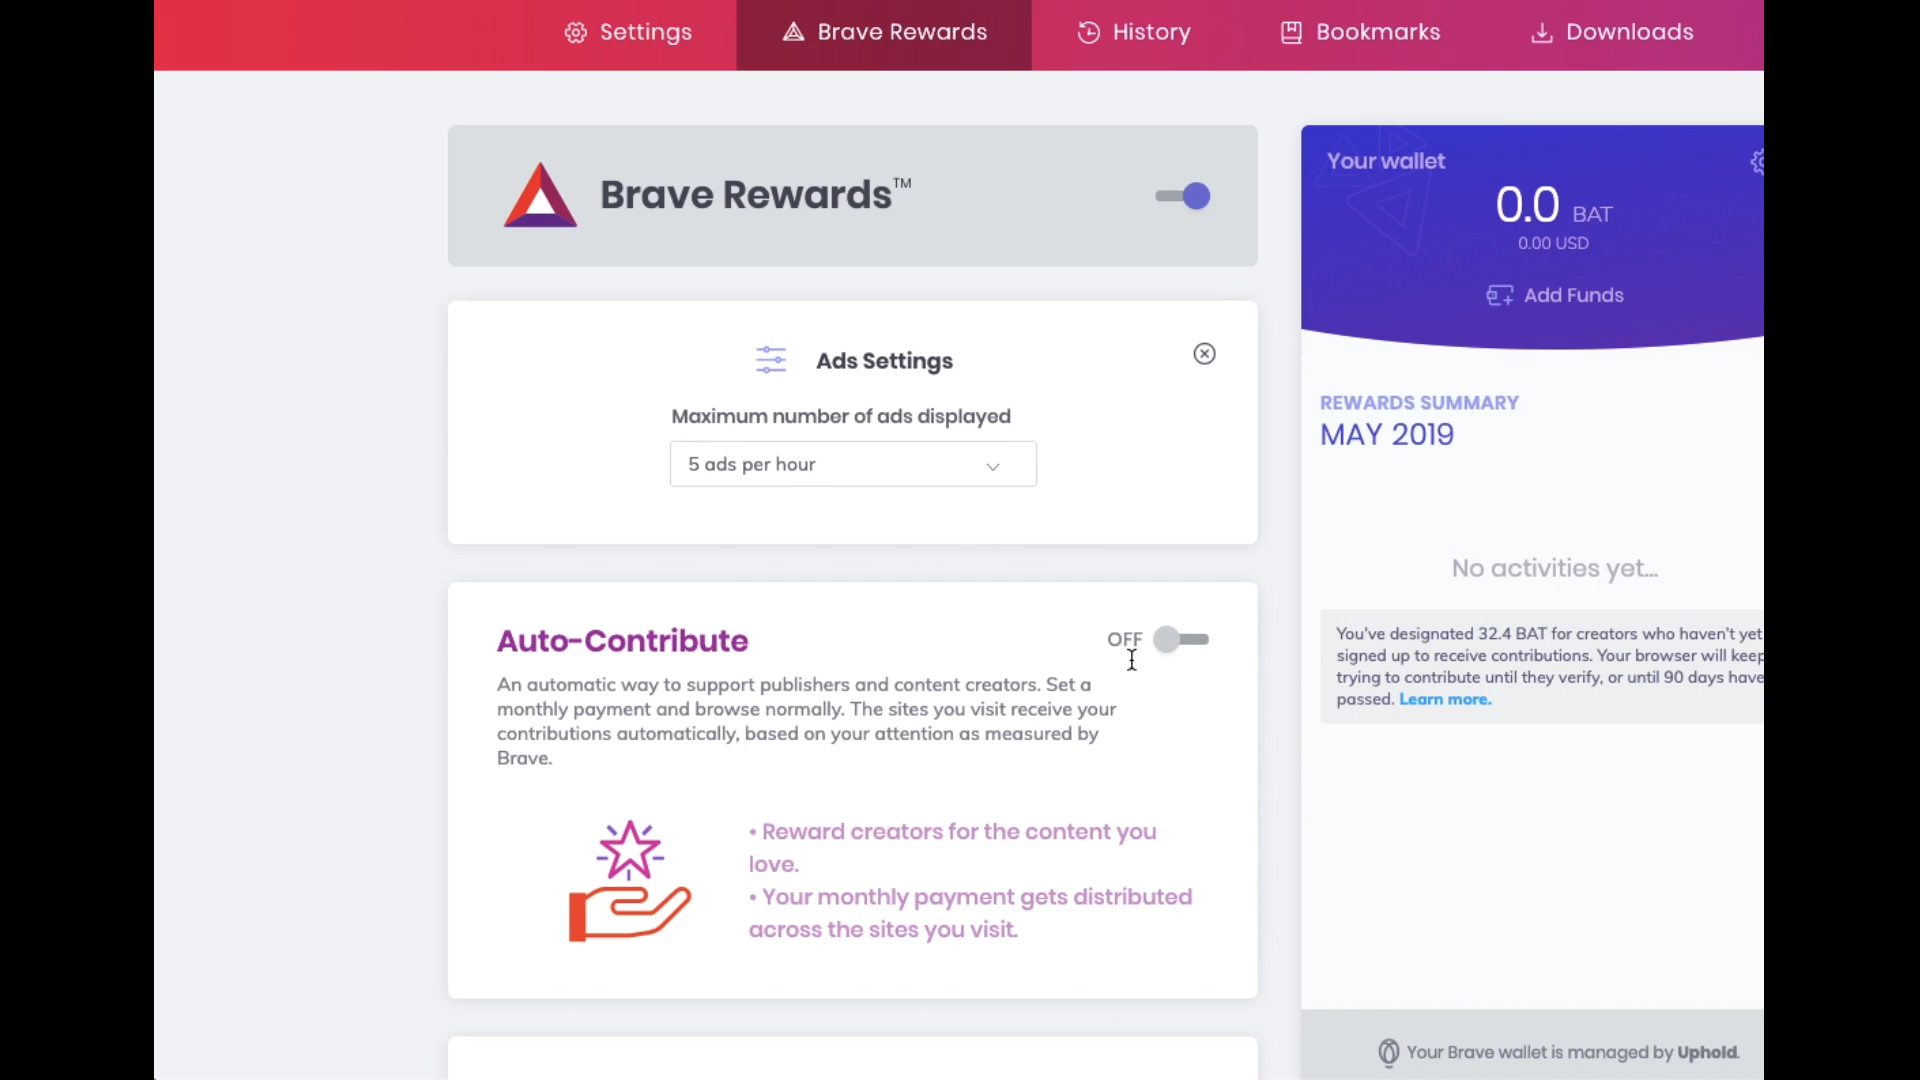 Settings
Brave Rewards
History
Bookmarks
Downloads
Brave Rewards™
Ads Settings
Maximum number of ads displayed
5 ads per hour
Auto-Contribute
OFF
An automatic way to support publishers and content creators. Set a
monthly payment and browse normally. The sites you visit receive your
contributions automatically, based on your attention as measured by
Brave.
• Reward creators for the content you
love.
• Your monthly payment gets distributed
across the sites you visit.
Your wallet
0.0 BAT
0.00 USD
Add Funds
REWARDS SUMMARY
MAY 2019
No activities yet...
You've designated 32.4 BAT for creators who haven't yet
signed up to receive contributions. Your browser will keep
trying to contribute until they verify, or until 90 days have
passed. Learn more.
Your Brave wallet is managed by Uphold.